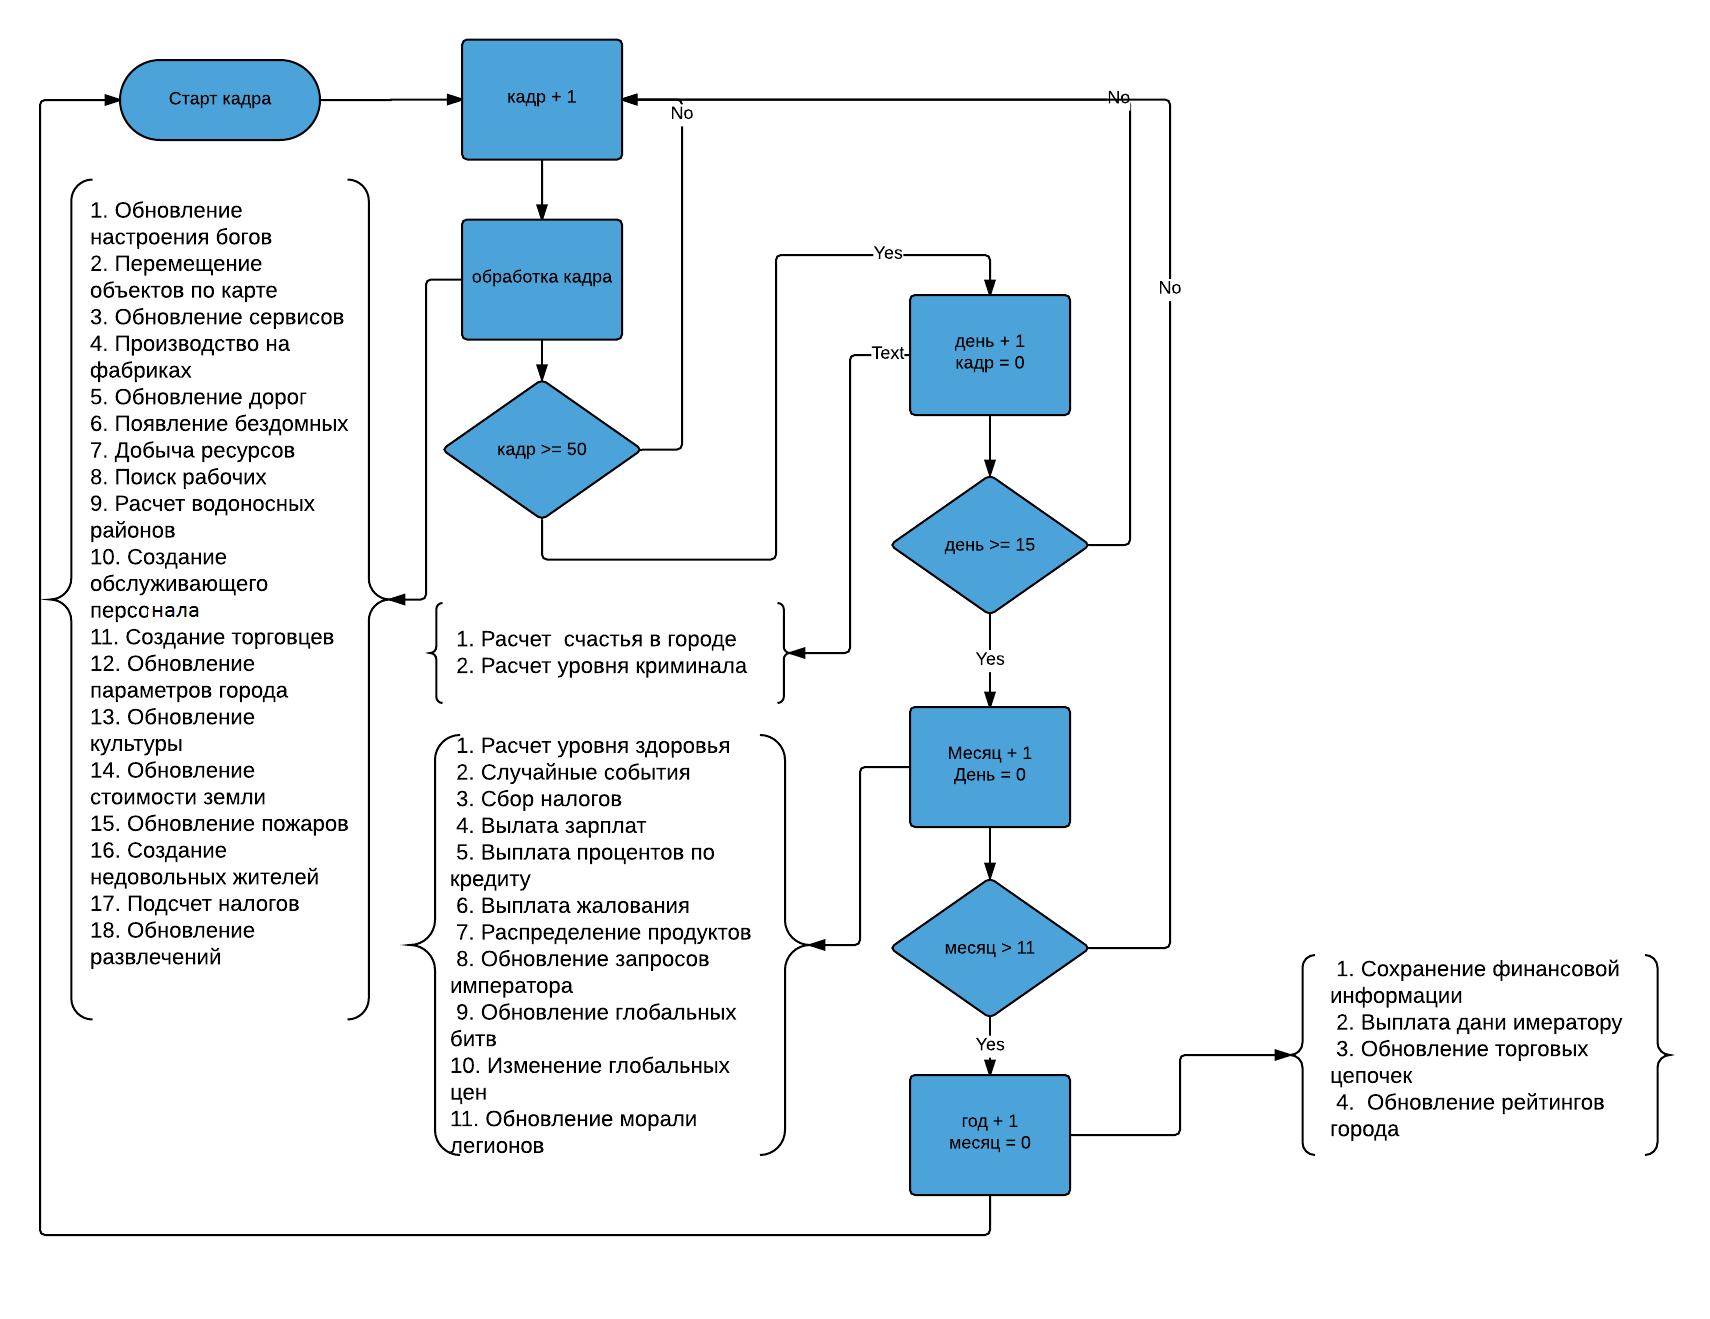 Старт кадра
кадр + 1
No
No
1. Обновление
настроения богов
2. Перемещение
объектов по карте
3. Обновление сервисов
4. Производство на
фабриках
5. Обновление дорог
6. Появление бездомных
7. Добыча ресурсов
8. Поиск рабочих
9. Расчет водоносных
районов
10. Создание
обслуживающего
персонала
11. Создание торговцев
12. Обновление
параметров города
13. Обновление
культуры
14. Обновление
стоимости земли
15. Обновление пожаров
16. Создание
недовольных жителей
17. Подсчет налогов
18. Обновление
развлечений
обработка кадра
кадр >= 50
Yes
No
день + 1
кадр = 0
Text
день >= 15
1. Расчет счастья в городе
2. Расчет уровня криминала
Yes
Месяц + 1
День = 0
1. Расчет уровня здоровья
2. Случайные события
3. Сбор налогов
4. Вылата зарплат
5. Выплата процентов по
кредиту
6. Выплата жалования
7. Распределение продуктов
8. Обновление запросов
императора
9. Обновление глобальных
битв
10. Изменение глобальных
цен
11. Обновление морали
легионов
месяц > 11
Yes
год + 1
месяц = 0
1. Сохранение финансовой
информации
2. Выплата дани имератору
3. Обновление торговых
цепочек
4. Обновление рейтингов
города